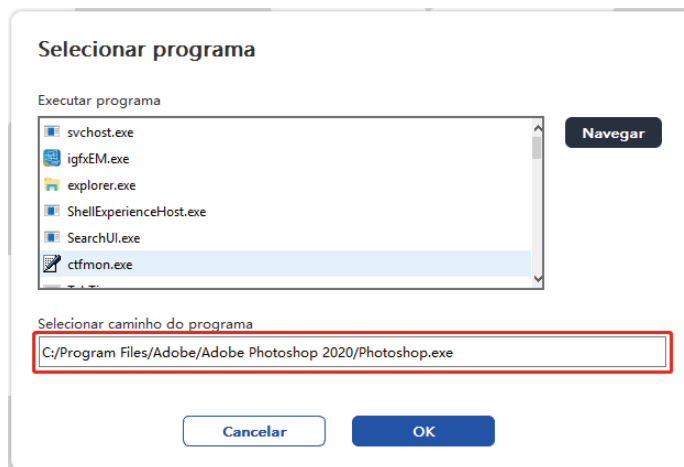 Selecionar programa
Executar programa
svchost.exe
Navegar
igfxEM.exe
explorer.exe
ShellExperienceHost.exe
SearchUI.exe
ctfmon.exe
Selecionar caminho do programa
C:/Program Files/Adobe/Adobe Photoshop 2020/Photoshop.exe
Cancelar
OK